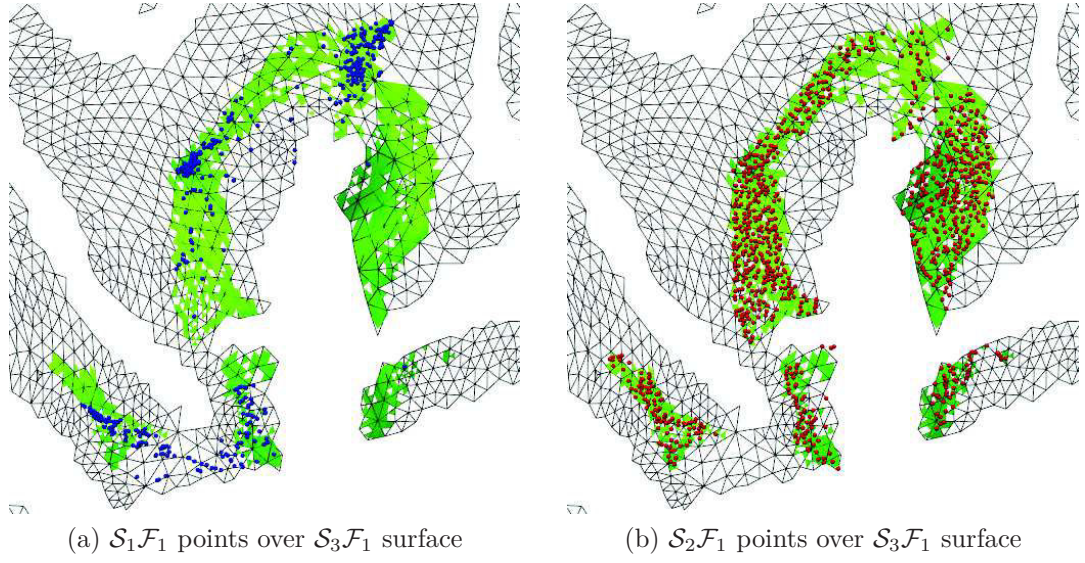 (a) 𝒮₁ℱ₁ points over 𝒮₃ℱ₁ surface
(b) 𝒮₂ℱ₁ points over 𝒮₃ℱ₁ surface